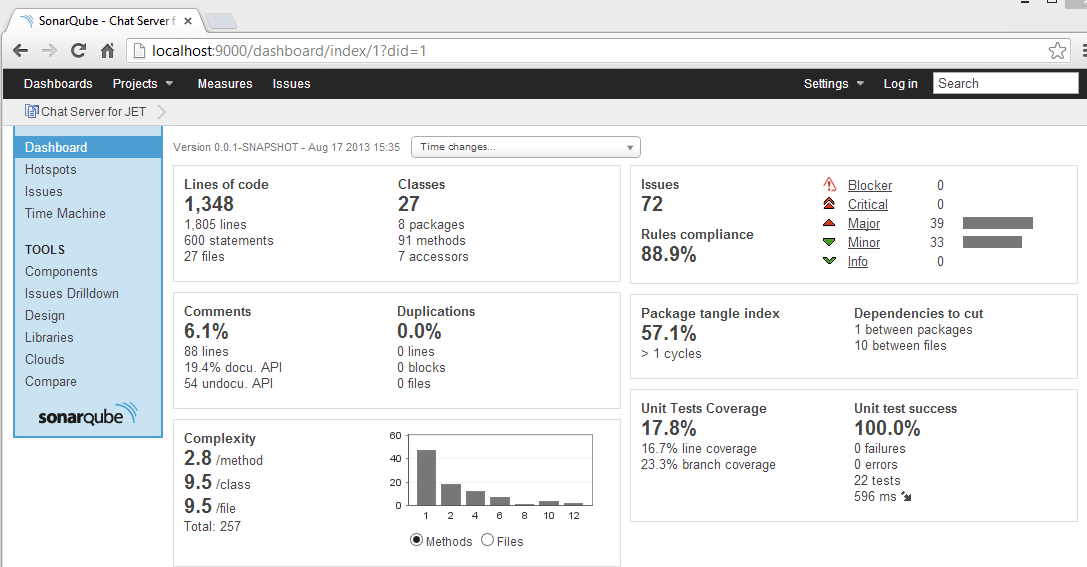 SonarQube - Chat Server f
localhost:9000/dashboard/index/1?did=1
Dashboards Projects Measures Issues Settings Log in Search
Chat Server for JET
Dashboard
Hotspots
Issues
Time Machine
TOOLS
Components
Issues Drilldown
Design
Libraries
Clouds
Compare
sonarqube
Version 0.0.1-SNAPSHOT - Aug 17 2013 15:35 Time changes...
Lines of code
1,348
1,805 lines
600 statements
27 files
Classes
27
8 packages
91 methods
7 accessors
Comments
6.1%
88 lines
19.4% docu. API
54 undocu. API
Duplications
0.0%
0 lines
0 blocks
0 files
Complexity
2.8 /method
9.5 /class
9.5 /file
Total: 257
60
40
20
0
1 2 4 6 8 10 12
Methods Files
Issues
72
Rules compliance
88.9%
Blocker 0
Critical 0
Major 39
Minor 33
Info 0
Package tangle index
57.1%
> 1 cycles
Dependencies to cut
1 between packages
10 between files
Unit Tests Coverage
17.8%
16.7% line coverage
23.3% branch coverage
Unit test success
100.0%
0 failures
0 errors
22 tests
596 ms